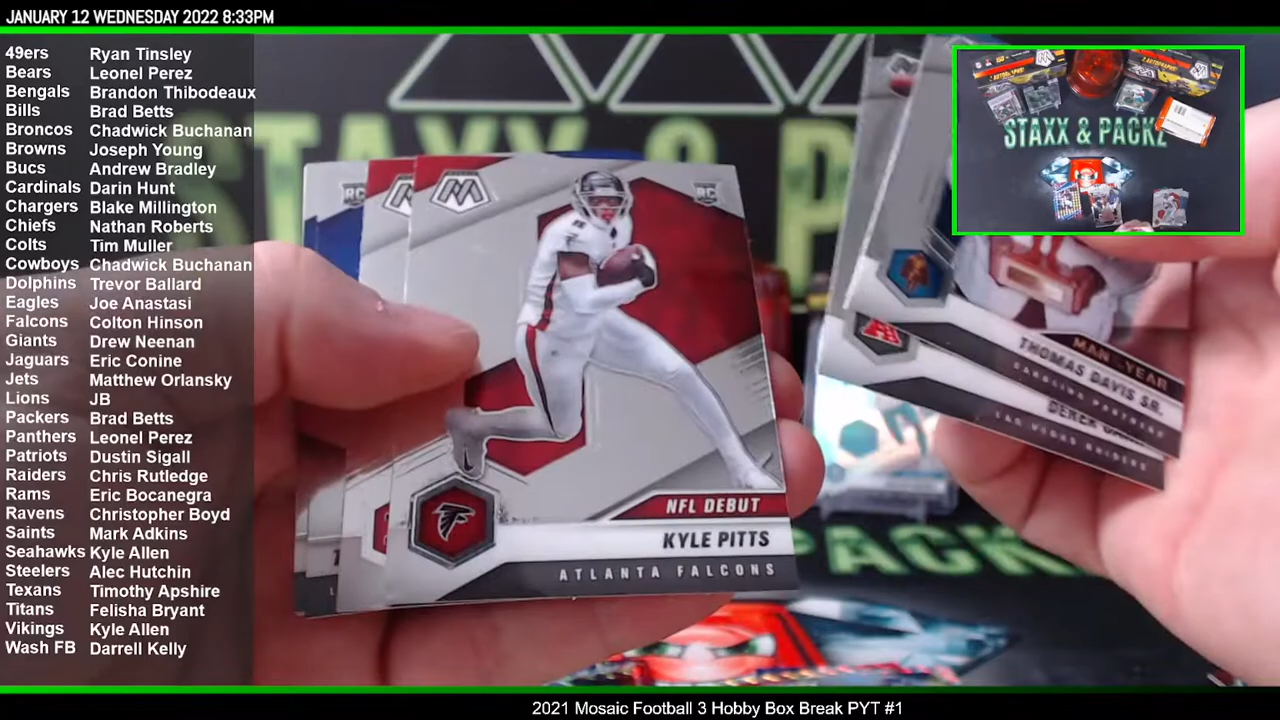 JANUARY 12 WEDNESDAY 2022 8:33PM
49ers Ryan Tinsley
Bears Leonel Perez
Bengals Brandon Thibodeaux
Bills Brad Betts
Broncos Chadwick Buchanan
Browns Joseph Young
Bucs Andrew Bradley
Cardinals Darin Hunt
Chargers Blake Millington
Chiefs Nathan Roberts
Colts Tim Muller
Cowboys Chadwick Buchanan
Dolphins Trevor Ballard
Eagles Joe Anastasi
Falcons Colton Hinson
Giants Drew Neenan
Jaguars Eric Conine
Jets Matthew Orlansky
Lions JB
Packers Brad Betts
Panthers Leonel Perez
Patriots Dustin Sigall
Raiders Chris Rutledge
Rams Eric Bocanegra
Ravens Christopher Boyd
Saints Mark Adkins
Seahawks Kyle Allen
Steelers Alec Hutchin
Texans Timothy Apshire
Titans Felisha Bryant
Vikings Kyle Allen
Wash FB Darrell Kelly
STAXX & PACKZ
RC
RC
NFL DEBUT
KYLE PITTS
ATLANTA FALCONS
MAN YEAR
THOMAS DAVIS SR.
CAROLINA PANTHERS
DEREK
LAS VEGAS RAIDERS
STAXX & P
PACK
2021 Mosaic Football 3 Hobby Box Break PYT #1